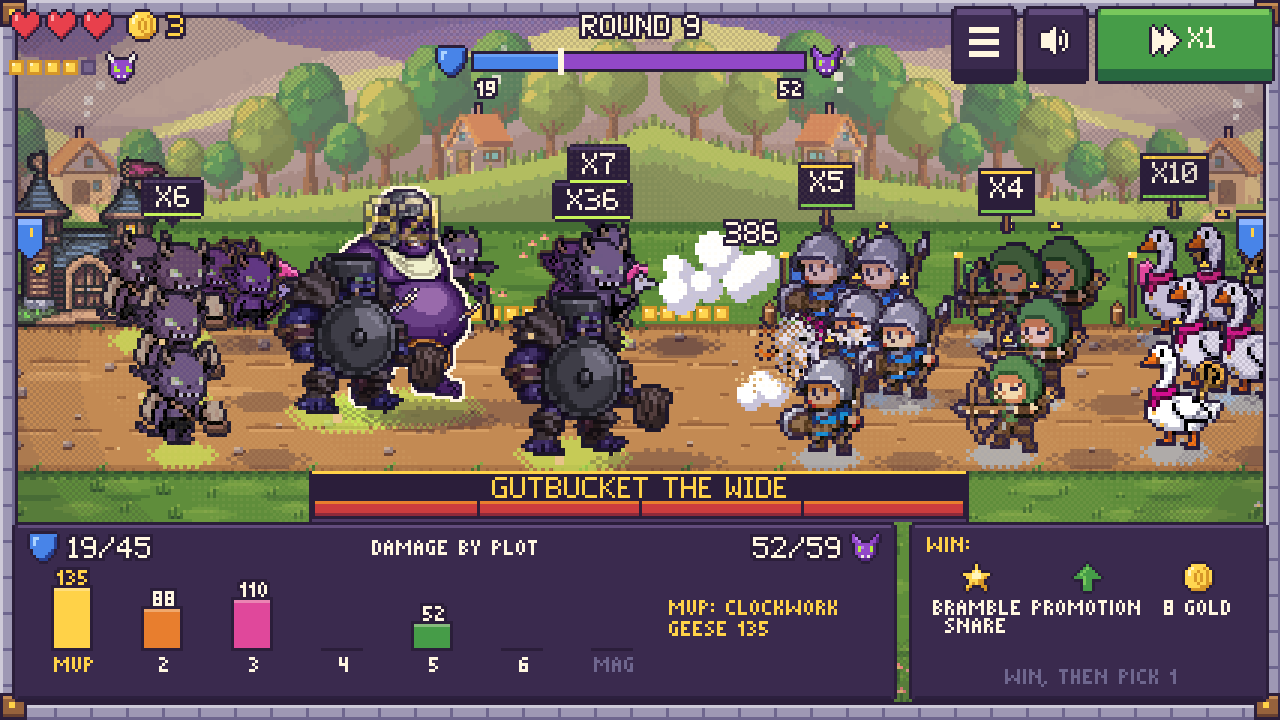 3
ROUND 9
X1
19
52
X6
X7
X36
386
X5
X4
X10
GUTBUCKET THE WIDE
19/45
DAMAGE BY PLOT
52/59
135
88
110
52
MVP
2
3
4
5
6
MAG
MVP: CLOCKWORK
GEESE 135
WIN:
BRAMBLE
SNARE
PROMOTION
8 GOLD
WIN, THEN PICK 1